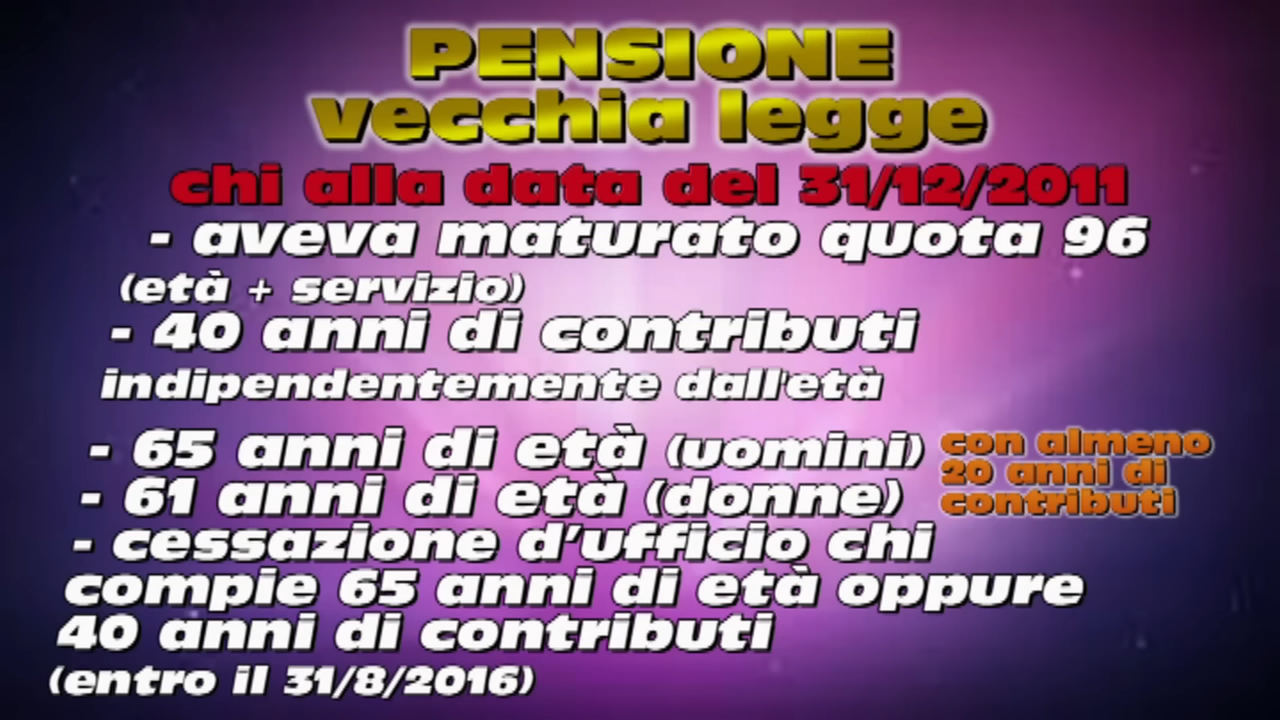 PENSIONE
vecchia legge
chi alla data del 31/12/2011
- aveva maturato quota 96
(età + servizio)
- 40 anni di contributi
indipendentemente dall'età
- 65 anni di età (uomini)
- 61 anni di età (donne)
con almeno
20 anni di
contributi
- cessazione d’ufficio chi
compie 65 anni di età oppure
40 anni di contributi
(entro il 31/8/2016)